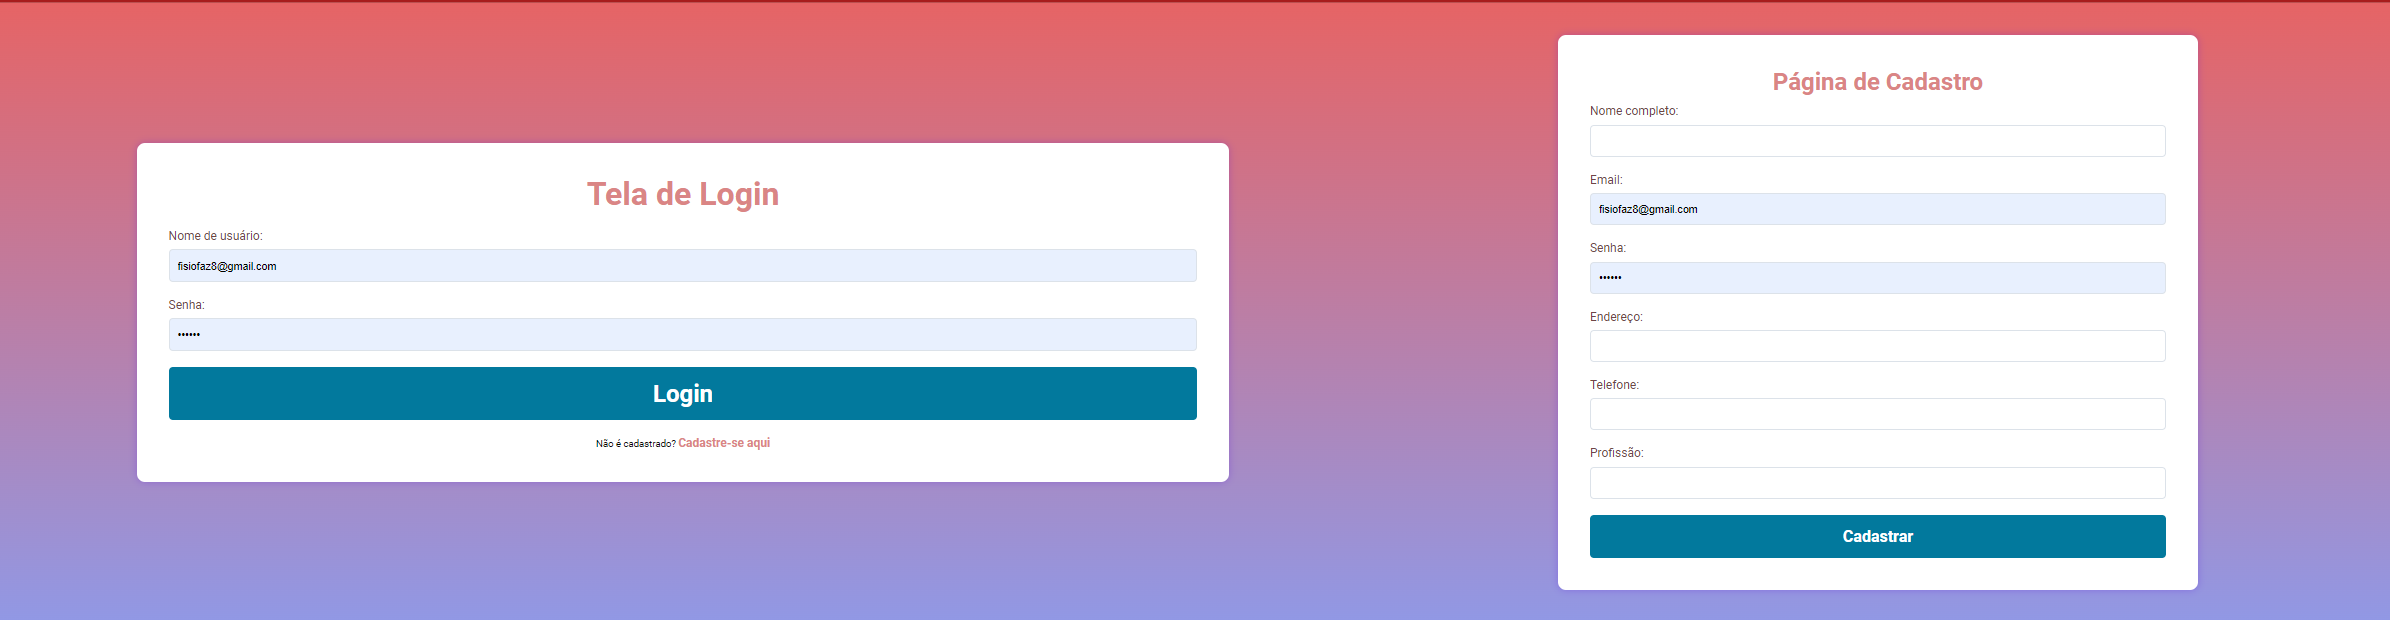 Tela de Login
Nome de usuário:
fisiofaz8@gmail.com
Senha:
••••••
Login
Não é cadastrado? Cadastre-se aqui
Página de Cadastro
Nome completo:
Email:
fisiofaz8@gmail.com
Senha:
••••••
Endereço:
Telefone:
Profissão:
Cadastrar